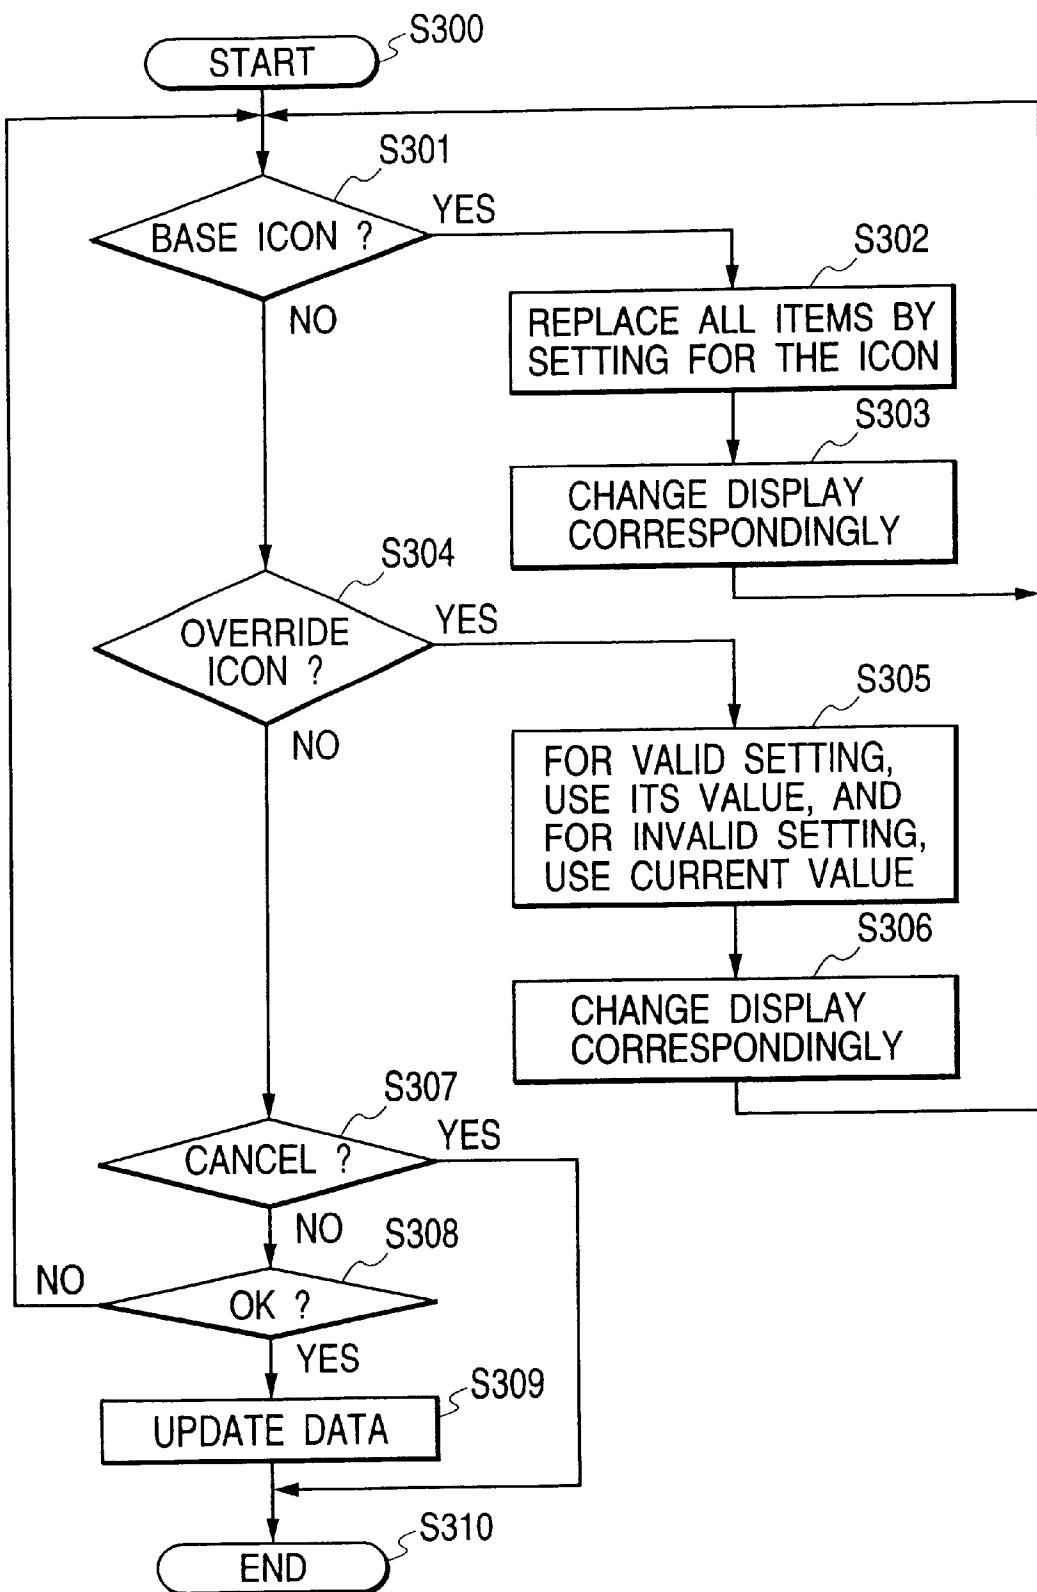 S300
START
S301
BASE ICON ?
YES
NO
S302
REPLACE ALL ITEMS BY
SETTING FOR THE ICON
S303
CHANGE DISPLAY
CORRESPONDINGLY
S304
OVERRIDE
ICON ?
YES
NO
S305
FOR VALID SETTING,
USE ITS VALUE, AND
FOR INVALID SETTING,
USE CURRENT VALUE
S306
CHANGE DISPLAY
CORRESPONDINGLY
S307
CANCEL ?
YES
NO
S308
OK ?
NO
YES
S309
UPDATE DATA
S310
END